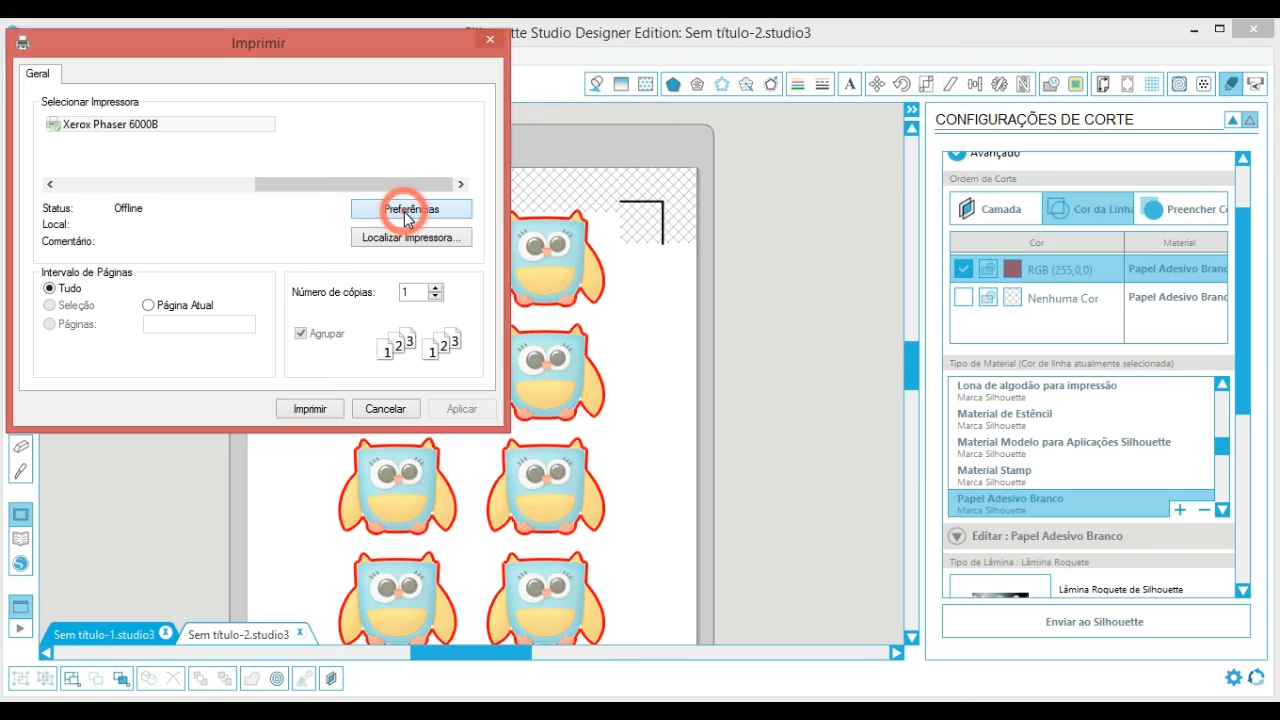 tte Studio Designer Edition: Sem título-2.studio3
Imprimir
Geral
Selecionar Impressora
Xerox Phaser 6000B
Status: Offline
Preferências
Local:
Localizar Impressora...
Comentário:
Intervalo de Páginas
Tudo
Seleção
Página Atual
Páginas:
Número de cópias: 1
Agrupar
1 2 3 1 2 3
Imprimir
Cancelar
Aplicar
A
CONFIGURAÇÕES DE CORTE
Avançado
Ordem de Corte
Camada
Cor da Linha
Preencher Co
Cor
Material
RGB (255,0,0)
Papel Adesivo Branc
Nenhuma Cor
Papel Adesivo Branc
Tipo de Material (Cor de linha atualmente selecionada)
Lona de algodão para impressão
Marca Silhouette
Material de Estêncil
Marca Silhouette
Material Modelo para Aplicações Silhouette
Marca Silhouette
Material Stamp
Marca Silhouette
Papel Adesivo Branco
Marca Silhouette
Editar : Papel Adesivo Branco
Tipo de Lâmina : Lâmina Roquete
Lâmina Roquete de Silhouette
Enviar ao Silhouette
Sem título-1.studio3
Sem título-2.studio3